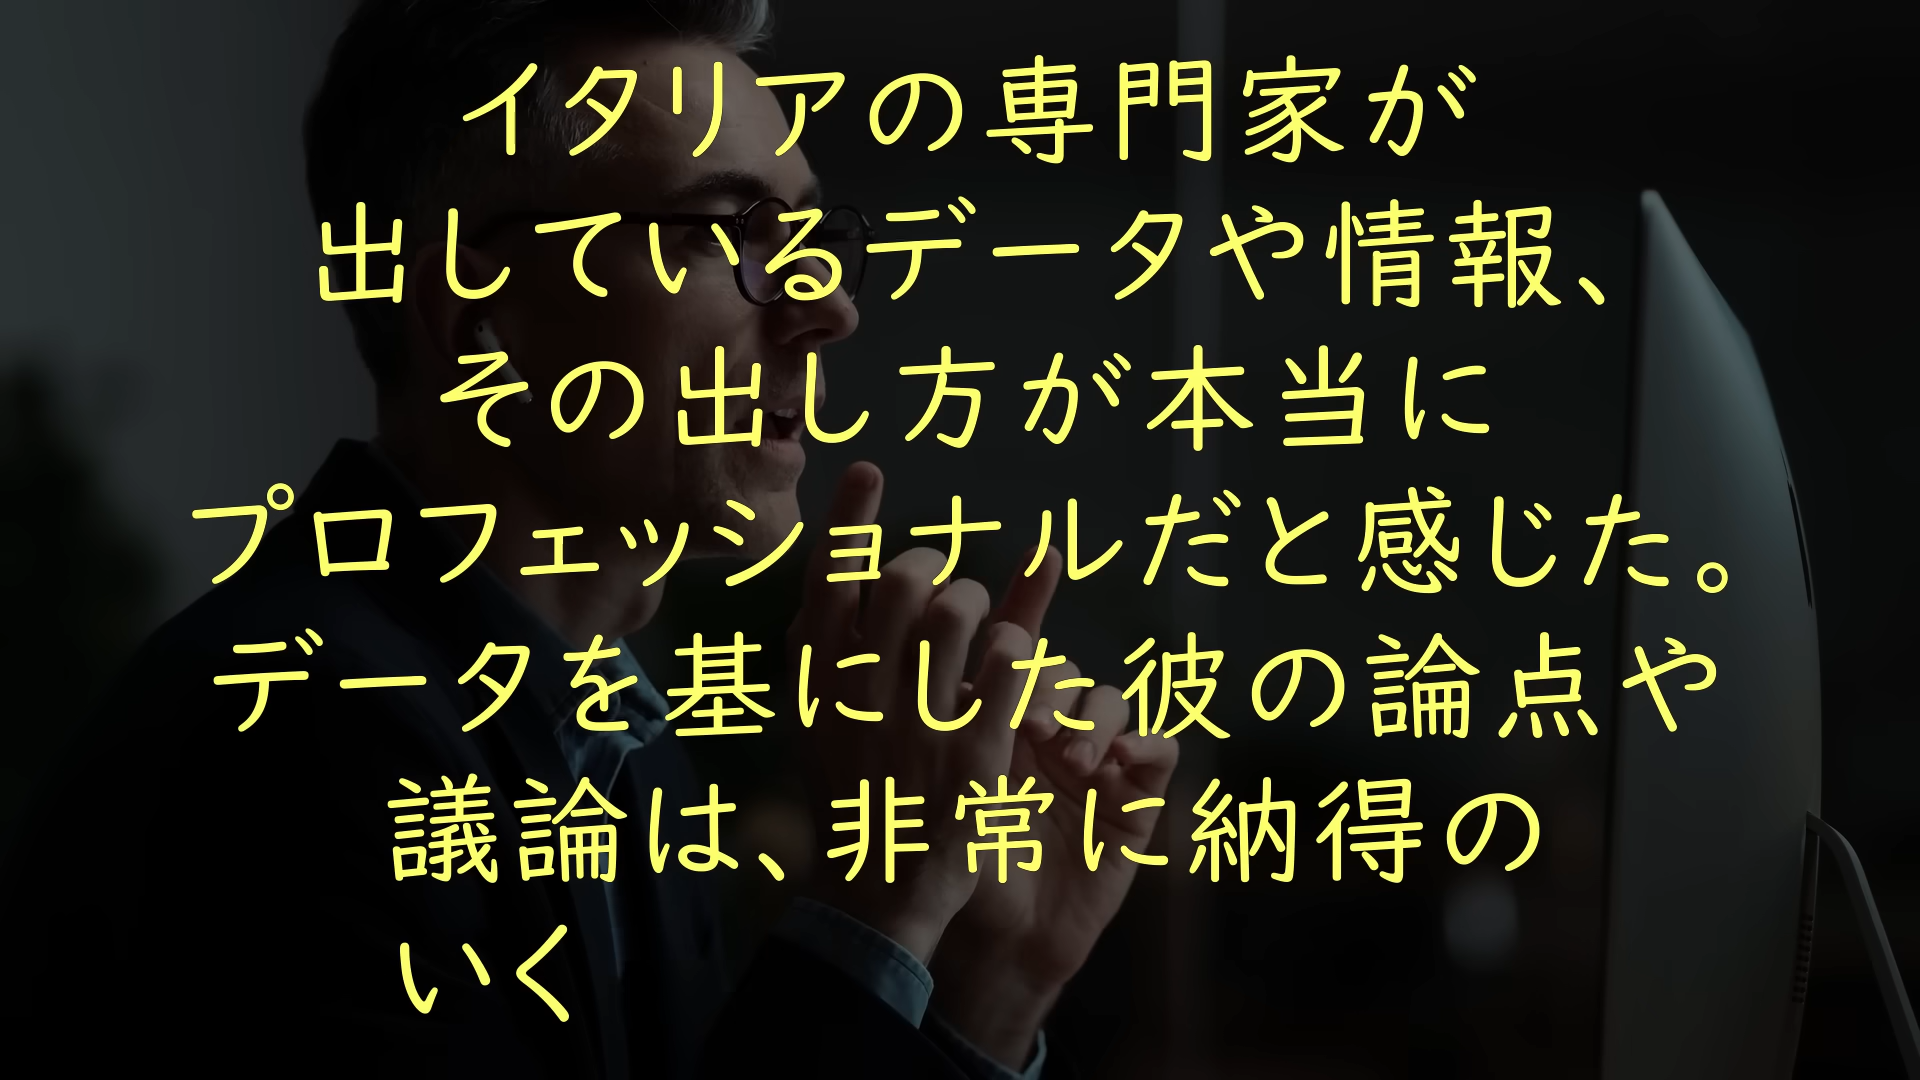 イタリアの専門家が
出しているデータや情報、
その出し方が本当に
プロフェッショナルだと感じた。
データを基にした彼の論点や
議論は、非常に納得の
いく